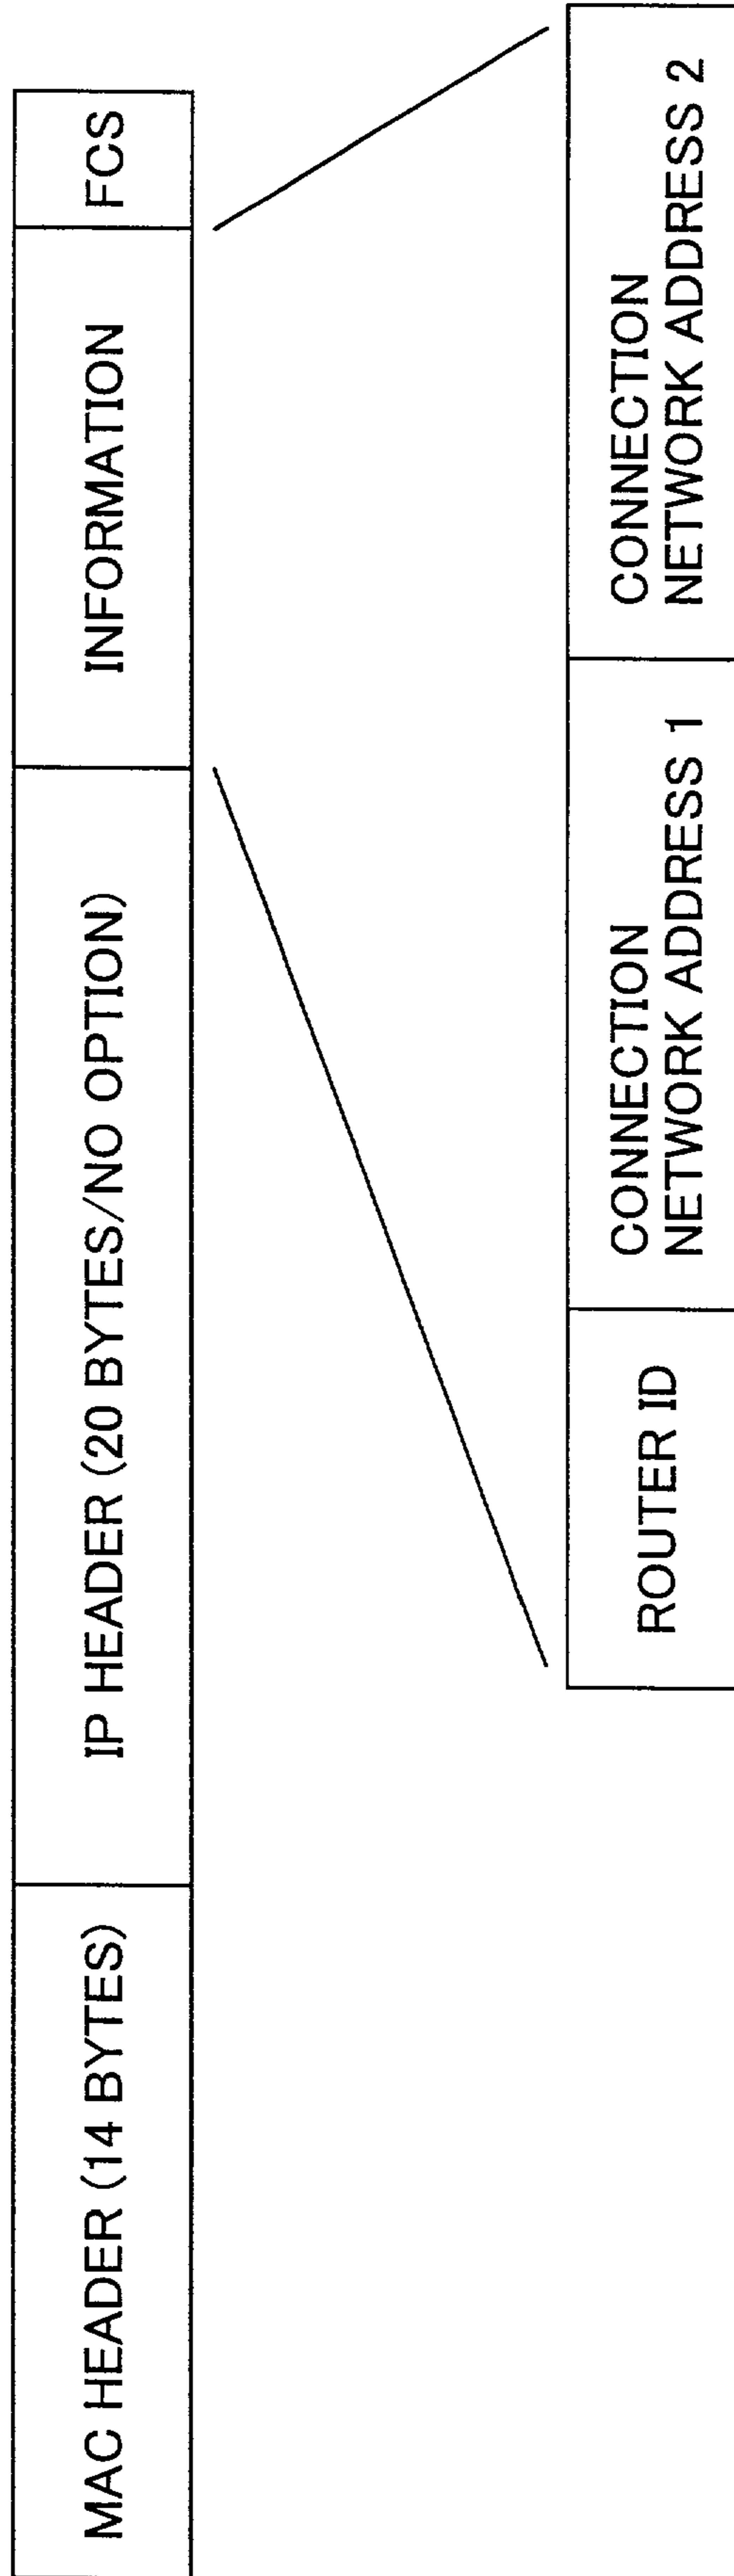 MAC HEADER (14 BYTES)
IP HEADER (20 BYTES/NO OPTION)
INFORMATION
FCS
ROUTER ID
CONNECTION
NETWORK ADDRESS 1
CONNECTION
NETWORK ADDRESS 2